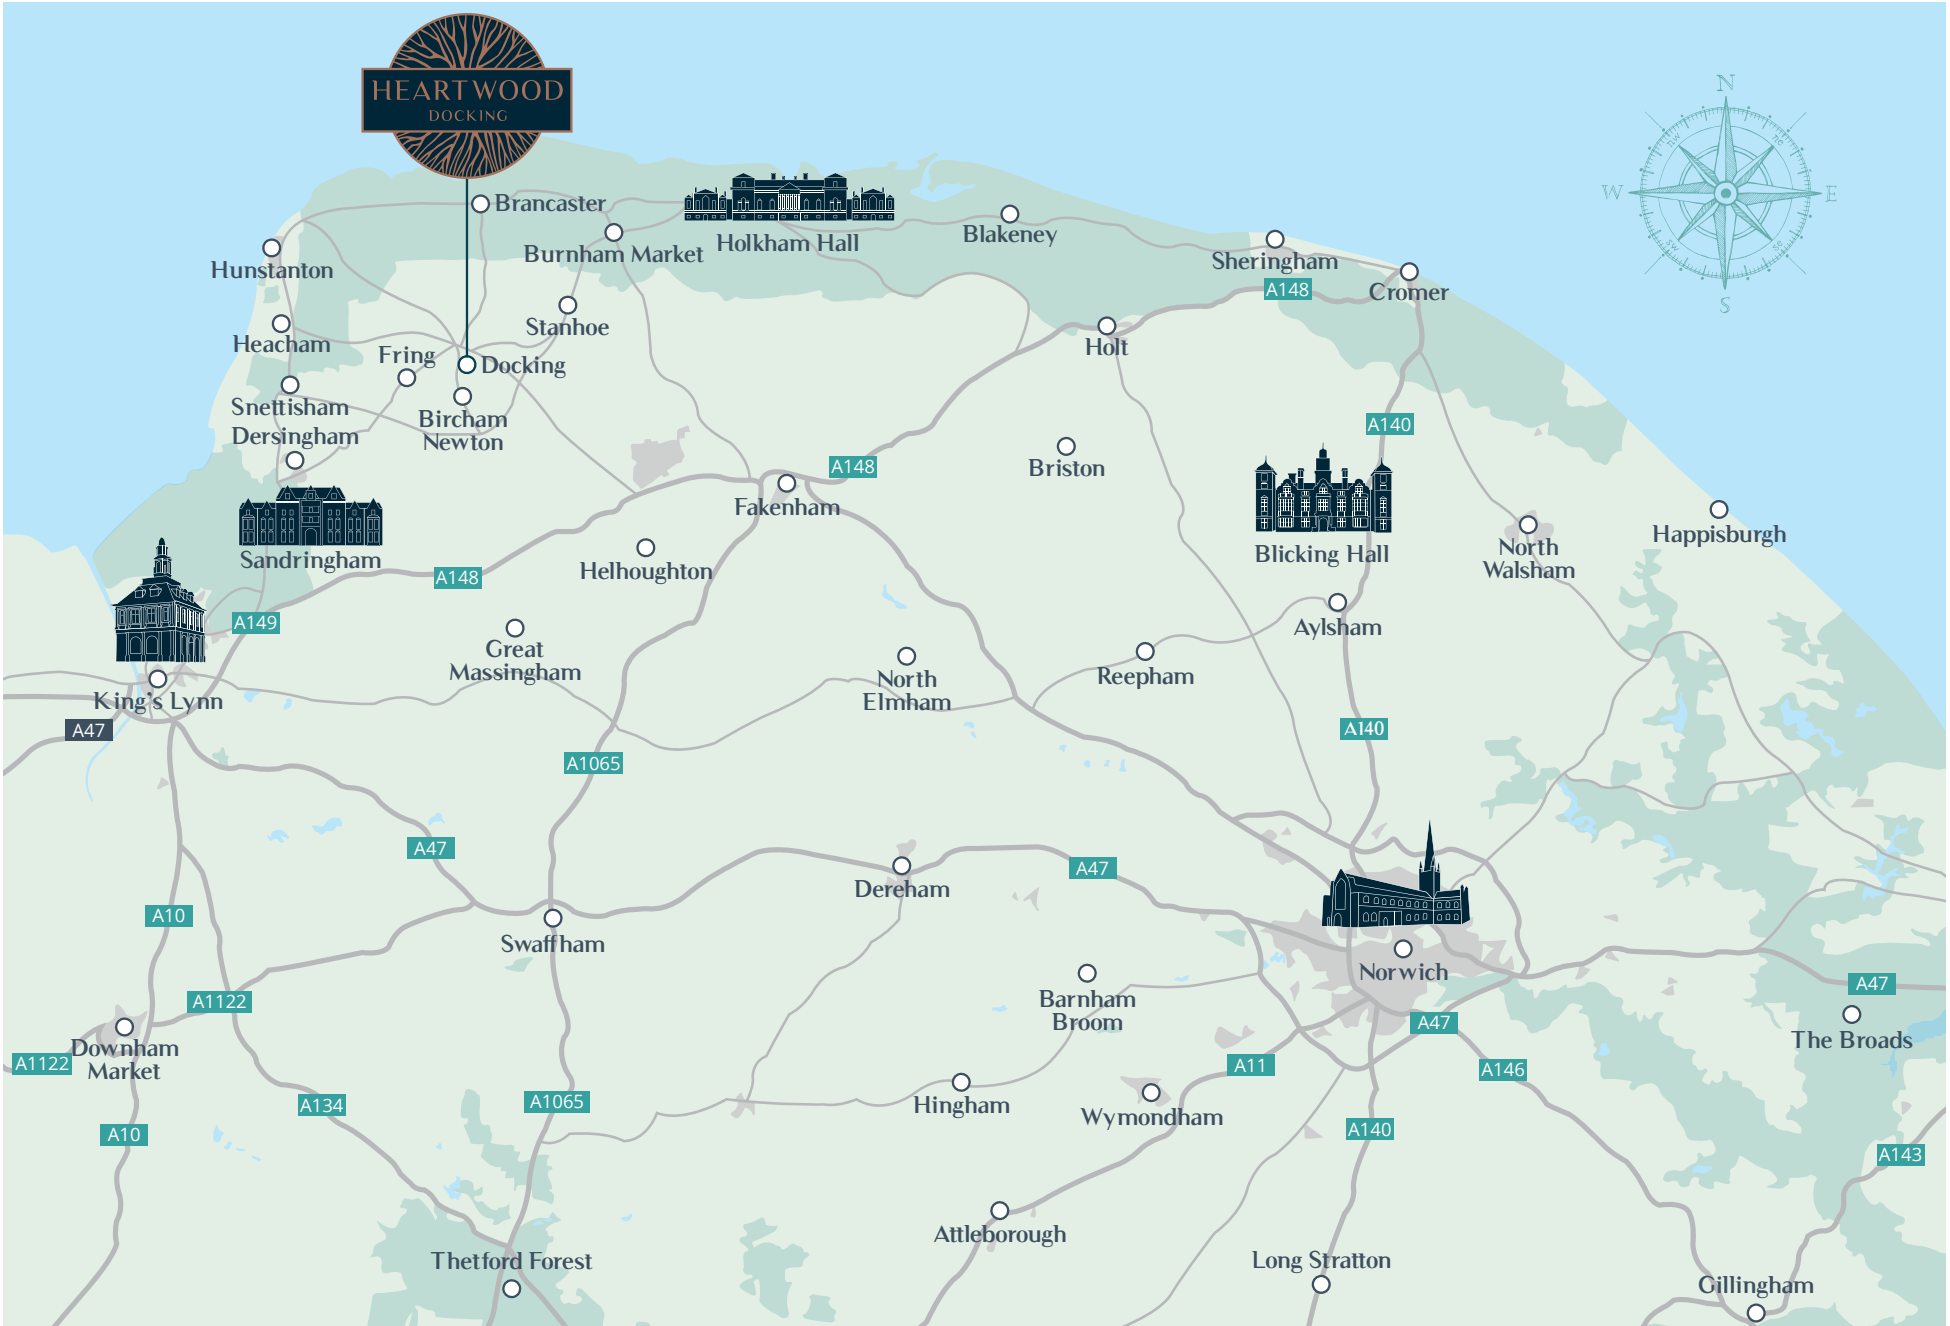 HEARTWOOD
DOCKING
N
nw
ne
W
E
sw
se
S
Brancaster
Burnham Market
Holkham Hall
Blakeney
Hunstanton
Sheringham
A148
Cromer
Stanhoe
Heacham
Fring
Docking
Holt
Snettisham
Bircham
Newton
Dersingham
A140
A148
Briston
Fakenham
Happisburgh
North
Walsham
Sandringham
Blicking Hall
Helhoughton
A148
A149
Aylsham
Great
Massingham
Reepham
North
Elmham
King's Lynn
A47
A140
A1065
A47
Dereham
A47
A10
Swaffham
Norwich
A47
A1122
Barnham
Broom
A47
The Broads
Downham
Market
A1122
A11
A146
A134
A1065
Hingham
Wymondham
A10
A140
A143
Attleborough
Thetford Forest
Long Stratton
Gillingham